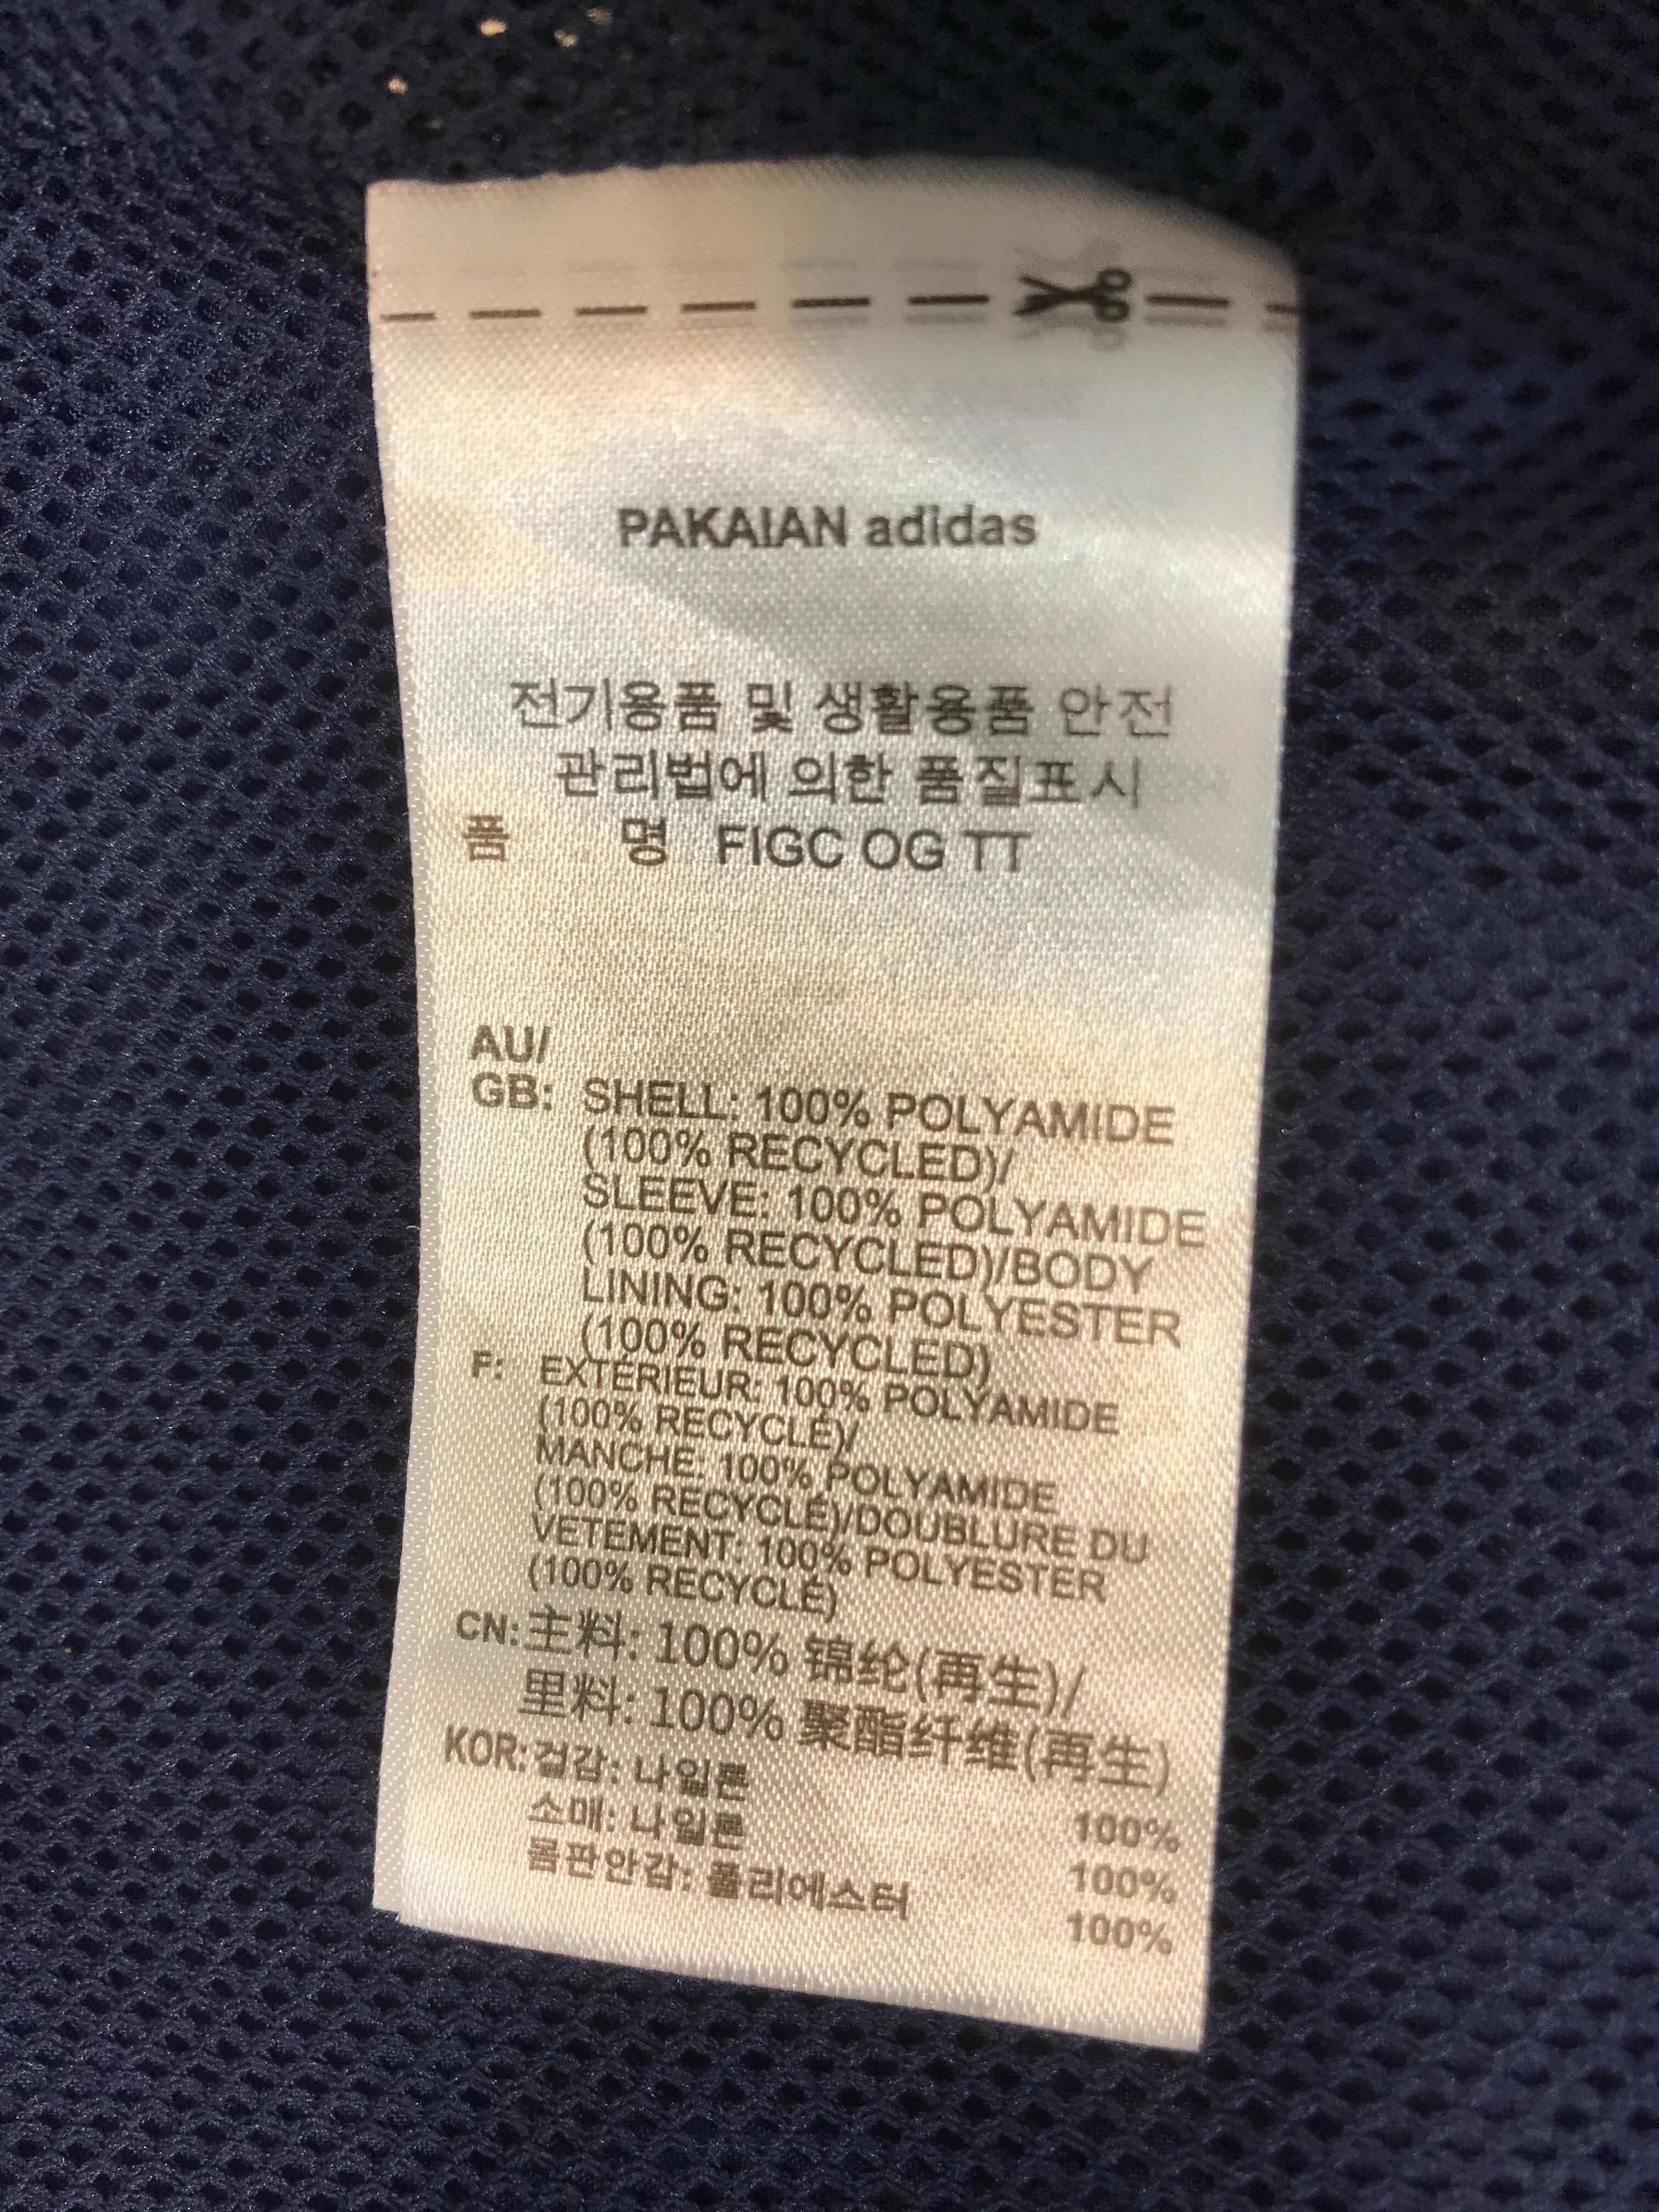 PAKAIAN adidas
전기용품 및 생활용품 안전
관리법에 의한 품질표시
품 명 FIGC OG TT
AU/
GB: SHELL: 100% POLYAMIDE
(100% RECYCLED)/
SLEEVE: 100% POLYAMIDE
(100% RECYCLED)/BODY
LINING: 100% POLYESTER
(100% RECYCLED)
F: EXTÉRIEUR: 100% POLYAMIDE
(100% RECYCLÉ)/
MANCHE: 100% POLYAMIDE
(100% RECYCLÉ)/DOUBLURE DU
VETEMENT: 100% POLYESTER
(100% RECYCLÉ)
CN: 主料: 100% 锦纶(再生)/
里料: 100% 聚酯纤维(再生)
KOR: 겉감: 나일론 100%
소매: 나일론 100%
몸판안감: 폴리에스터 100%